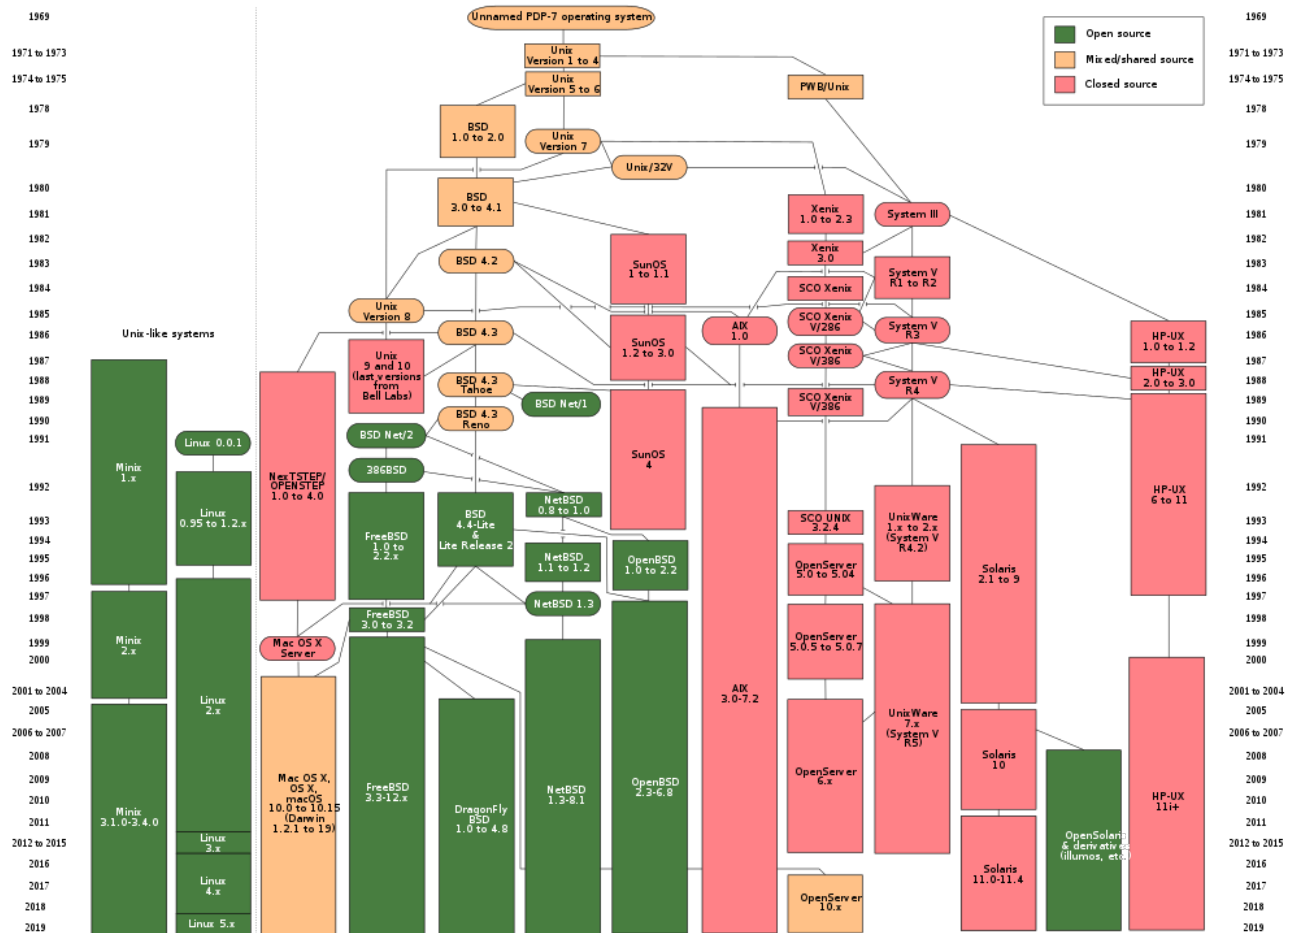 1969
1971 to 1973
1974 to 1975
1978
1979
1980
1981
1982
1983
1984
1985
1986
1987
1988
1989
1990
1991
1992
1993
1994
1995
1996
1997
1998
1999
2000
2001 to 2004
2005
2006 to 2007
2008
2009
2010
2011
2012 to 2015
2016
2017
2018
2019
Unix-like systems
Minix
1.x
Minix
2.x
Minix
3.1.0-3.4.0
Linux 0.0.1
Linux
0.95 to 1.2.x
Linux
2.x
Linux
3.x
Linux
4.x
Linux 5.x
Unnamed PDP-7 operating system
Unix
Version 1 to 4
Unix
Version 5 to 6
PWB/Unix
BSD
1.0 to 2.0
Unix
Version 7
Unix/32V
BSD
3.0 to 4.1
Xenix
1.0 to 2.3
System III
Xenix
3.0
BSD 4.2
SunOS
1 to 1.1
System V
R1 to R2
SCO Xenix
Unix
Version 8
SCO Xenix
V/286
AIX
1.0
System V
R3
BSD 4.3
SunOS
1.2 to 3.0
HP-UX
1.0 to 1.2
Unix
9 and 10
(last versions
from
Bell Labs)
SCO Xenix
V/386
HP-UX
2.0 to 3.0
BSD 4.3
Tahoe
System V
R4
SCO Xenix
V/386
BSD Net/1
BSD 4.3
Reno
BSD Net/2
386BSD
SunOS
4
NexTSTEP/
OPENSTEP
1.0 to 4.0
HP-UX
6 to 11
NetBSD
0.8 to 1.0
BSD
4.4-Lite
&
Lite Release 2
FreeBSD
1.0 to
2.2.x
SCO UNIX
3.2.4
UnixWare
1.x to 2.x
(System V
R4.2)
NetBSD
1.1 to 1.2
OpenBSD
1.0 to 2.2
OpenServer
5.0 to 5.04
Solaris
2.1 to 9
NetBSD 1.3
FreeBSD
3.0 to 3.2
Mac OS X
Server
OpenServer
5.0.5 to 5.0.7
AIX
3.0-7.2
UnixWare
7.x
(System V
R5)
Solaris
10
OpenServer
6.x
Mac OS X,
OS X,
macOS
10.0 to 10.15
(Darwin
1.2.1 to 19)
FreeBSD
3.3-12.x
DragonFly
BSD
1.0 to 4.8
NetBSD
1.3-8.1
OpenBSD
2.3-6.8
HP-UX
11i+
OpenSolaris
& derivatives
(illumos, etc.)
Solaris
11.0-11.4
OpenServer
10.x
Open source
Mixed/shared source
Closed source
1969
1971 to 1973
1974 to 1975
1978
1979
1980
1981
1982
1983
1984
1985
1986
1987
1988
1989
1990
1991
1992
1993
1994
1995
1996
1997
1998
1999
2000
2001 to 2004
2005
2006 to 2007
2008
2009
2010
2011
2012 to 2015
2016
2017
2018
2019